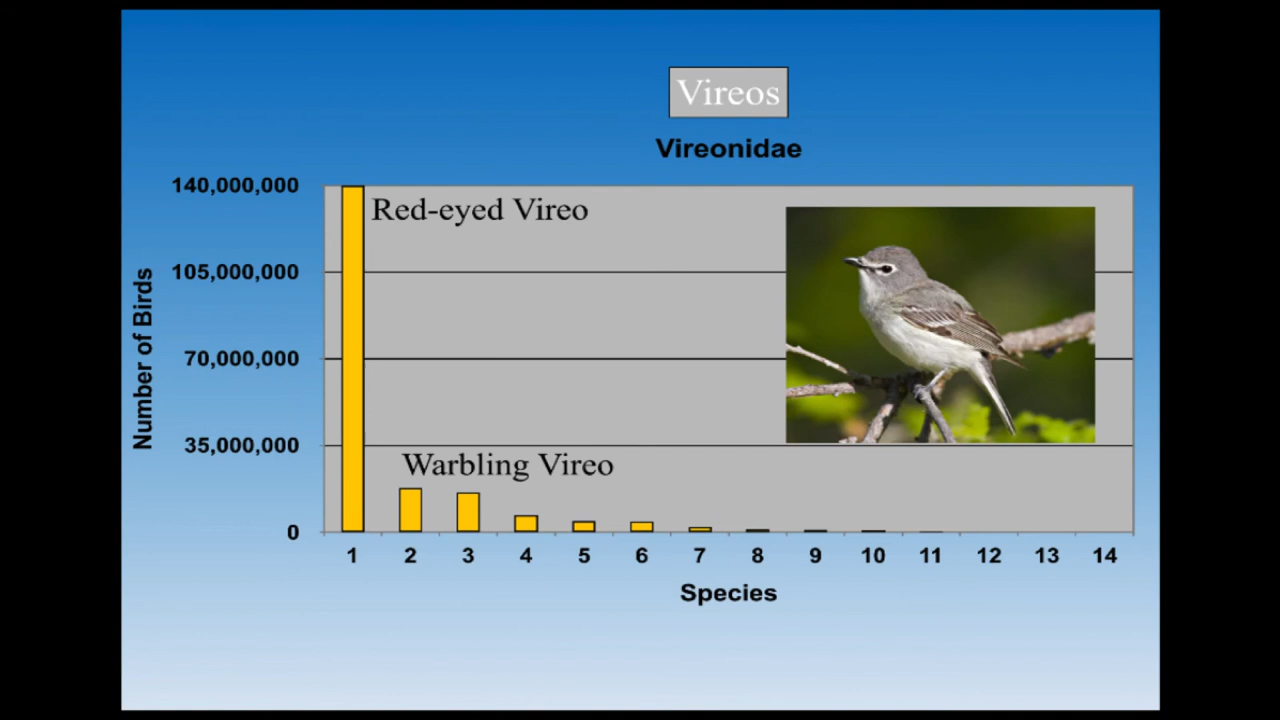 Vireos
Vireonidae
140,000,000
Red-eyed Vireo
105,000,000
70,000,000
35,000,000
Warbling Vireo
0
Number of Birds
1 2 3 4 5 6 7 8 9 10 11 12 13 14
Species